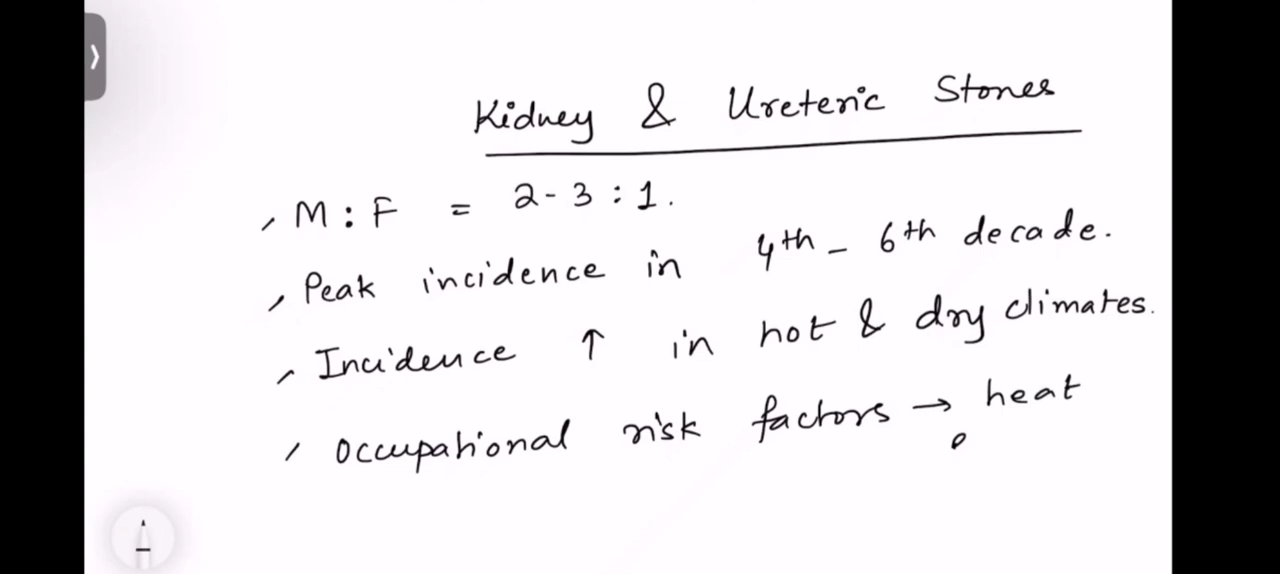 Kidney & Ureteric Stones
M : F = 2 - 3 : 1.
Peak incidence in 4th - 6th decade.
Incidence ↑ in hot & dry climates.
Occupational risk factors → heat